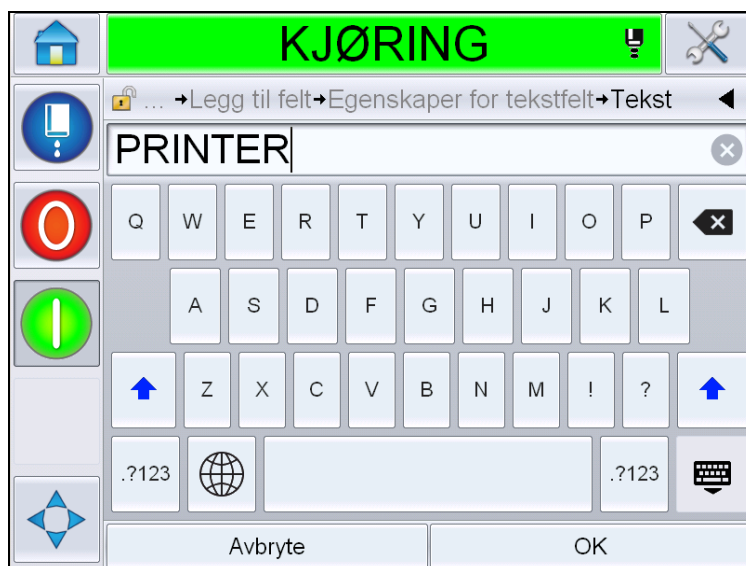 KJØRING
... →Legg til felt→Egenskaper for tekstfelt→Tekst
PRINTER
Q W E R T Y U I O P
A S D F G H J K L
Z X C V B N M ! ?
.?123 .?123
Avbryte OK